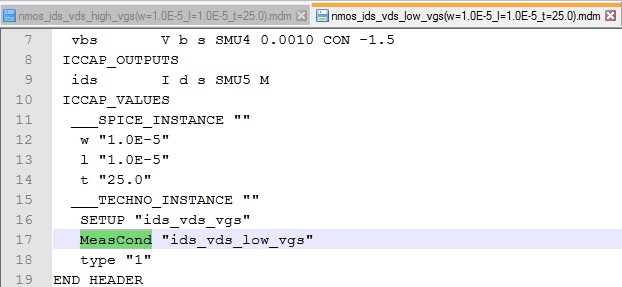 nmos_ids_vds_high_vgs(w=1.0E-5_l=1.0E-5_t=25.0).mdm nmos_ids_vds_low_vgs(w=1.0E-5_l=1.0E-5_t=25.0).mdm
7 vbs V b s SMU4 0.0010 CON -1.5
8 ICCAP_OUTPUTS
9 ids I d s SMU5 M
10 ICCAP_VALUES
11 ___SPICE_INSTANCE ""
12 w "1.0E-5"
13 l "1.0E-5"
14 t "25.0"
15 ___TECHNO_INSTANCE ""
16 SETUP "ids_vds_vgs"
17 MeasCond "ids_vds_low_vgs"
18 type "1"
19 END HEADER